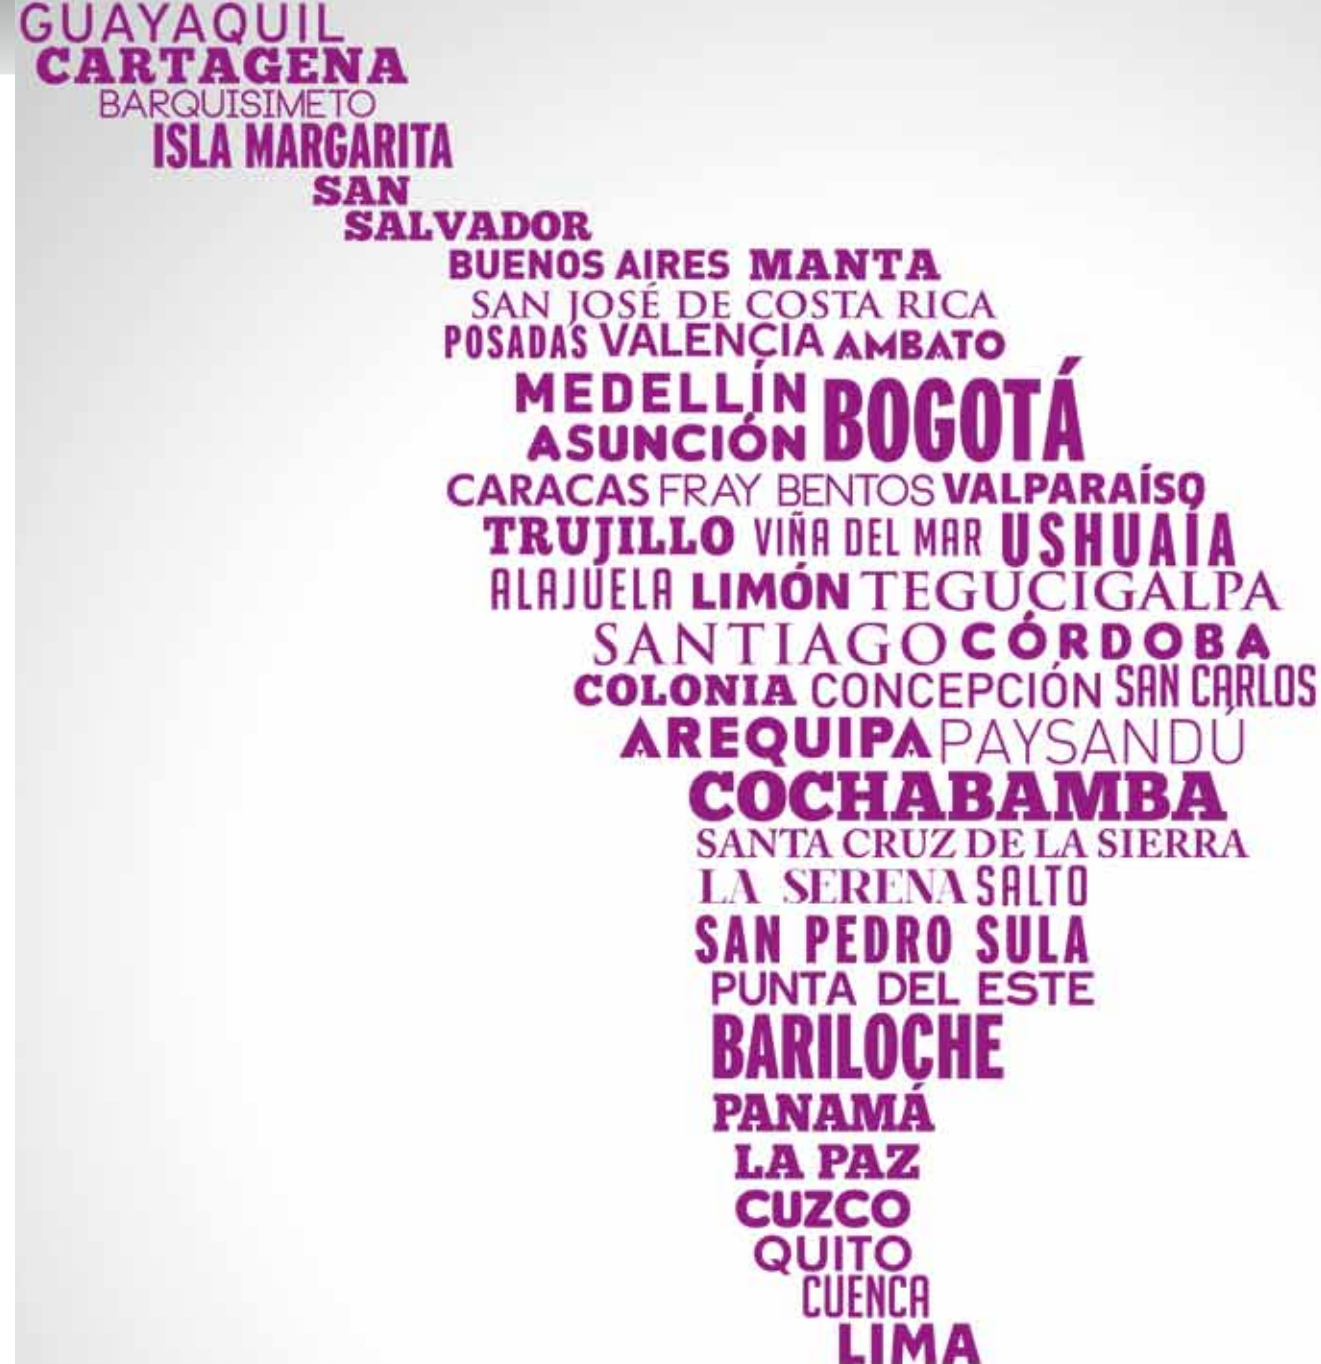 GUAYAQUIL
CARTAGENA
BARQUISIMETO
ISLA MARGARITA
SAN
SALVADOR
BUENOS AIRES MANTA
SAN JOSÉ DE COSTA RICA
POSADAS VALENCIA AMBATO
MEDELLÍN BOGOTÁ
ASUNCIÓN
CARACAS FRAY BENTOS VALPARAÍSO
TRUJILLO VIÑA DEL MAR USHUAÍA
ALAJUELA LIMÓN TEGUCIGALPA
SANTIAGO CÓRDOBA
COLONIA CONCEPCIÓN SAN CARLOS
AREQUIPA PAYSANDÚ
COCHABAMBA
SANTA CRUZ DE LA SIERRA
LA SERENA SALTO
SAN PEDRO SULA
PUNTA DEL ESTE
BARILOCHE
PANAMÁ
LA PAZ
CUZCO
QUITO
CUENCA
LIMA